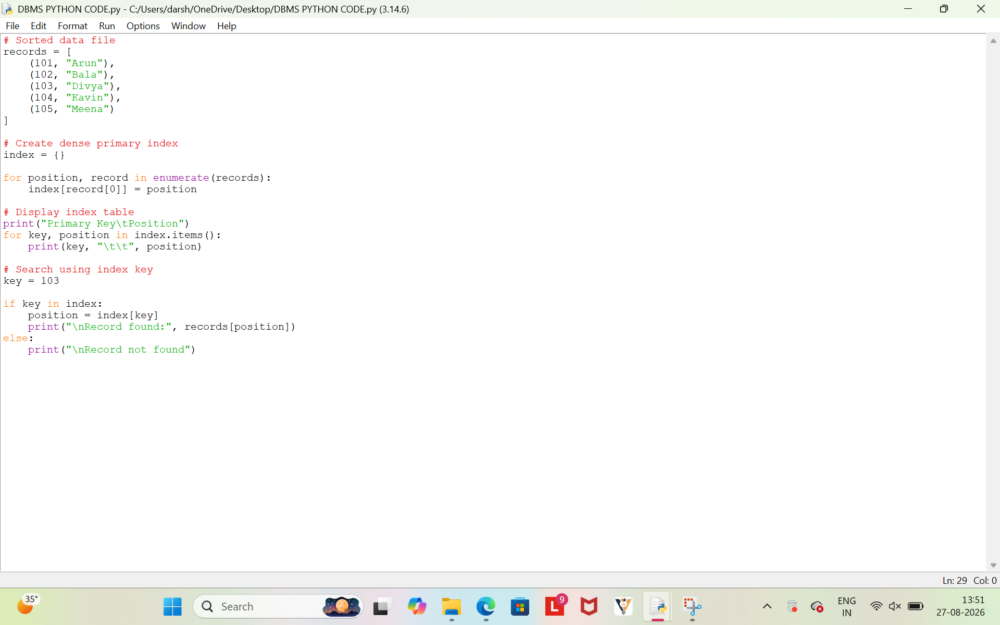 DBMS PYTHON CODE.py - C:/Users/darsh/OneDrive/Desktop/DBMS PYTHON CODE.py (3.14.6)
File Edit Format Run Options Window Help
# Sorted data file
records = [
    (101, "Arun"),
    (102, "Bala"),
    (103, "Divya"),
    (104, "Kavin"),
    (105, "Meena")
]
# Create dense primary index
index = {}
for position, record in enumerate(records):
    index[record[0]] = position
# Display index table
print("Primary Key\tPosition")
for key, position in index.items():
    print(key, "\t\t", position)
# Search using index key
key = 103
if key in index:
    position = index[key]
    print("\nRecord found:", records[position])
else:
    print("\nRecord not found")
Ln: 29 Col: 0
35°
Search
L 9
ENG
IN
13:51
27-08-2026